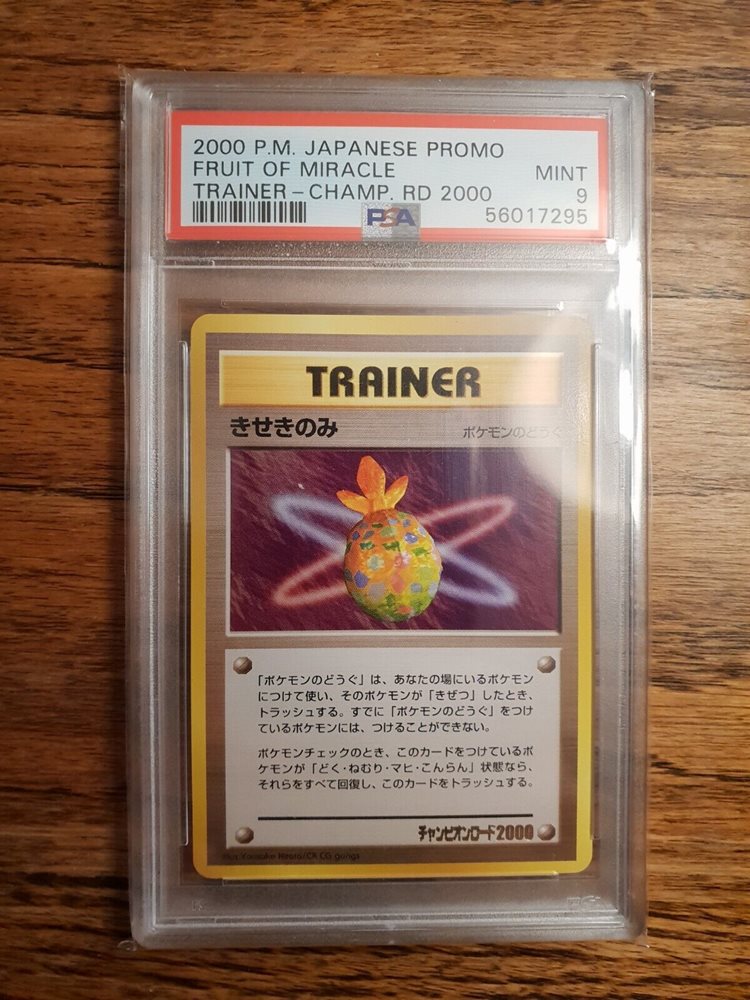 2000 P.M. JAPANESE PROMO
FRUIT OF MIRACLE MINT
TRAINER-CHAMP. RD 2000 9
PSA 56017295
TRAINER
きせきのみ ポケモンのどうぐ
「ポケモンのどうぐ」は、あなたの場にいるポケモン
につけて使い、そのポケモンが「きぜつ」したとき、
トラッシュする。すでに「ポケモンのどうぐ」をつけ
ているポケモンには、つけることができない。
ポケモンチェックのとき、このカードをつけているポ
ケモンが「どく・ねむり・マヒ・こんらん」状態なら、
それらをすべて回復し、このカードをトラッシュする。
チャンピオンロード2000
Illus. Yosuke Hirata/CR CG gangs